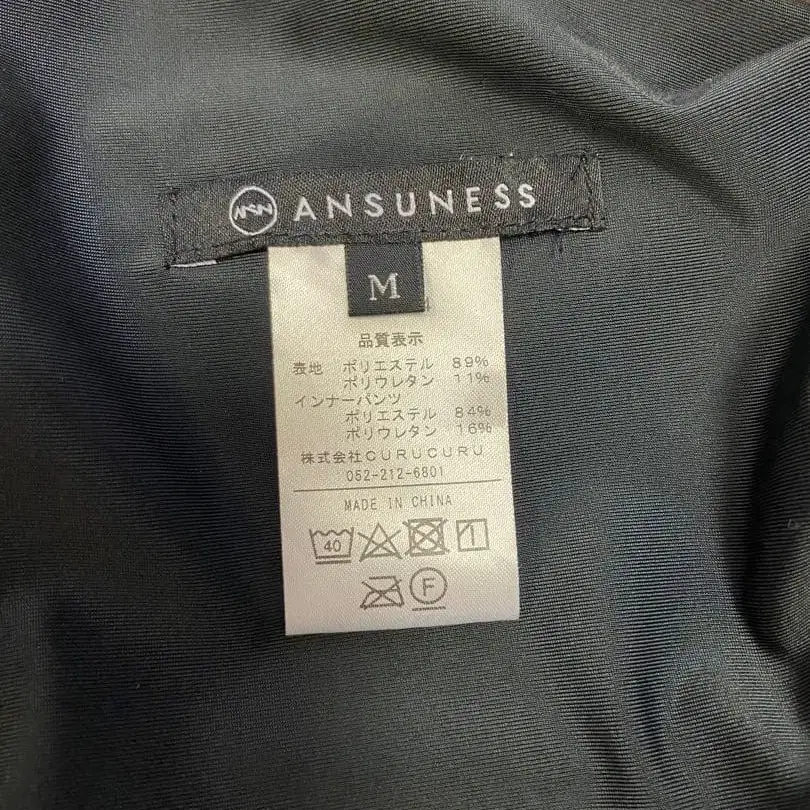 ANSUNESS
M
品質表示
表地 ポリエステル 89%
ポリウレタン 11%
インナーパンツ
ポリエステル 84%
ポリウレタン 16%
株式会社CURUCURU
052-212-6801
MADE IN CHINA
40
F